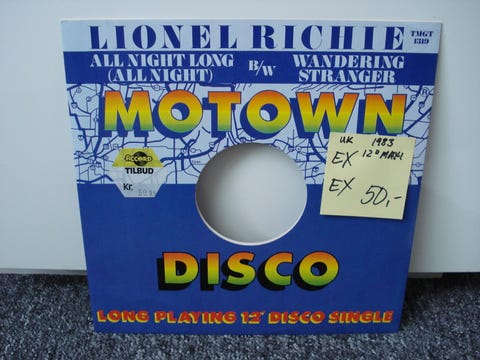 LIONEL RICHIE
TMGT
1319
ALL NIGHT LONG
(ALL NIGHT)
B/W
WANDERING
STRANGER
MOTOWN
UK 1983
EX 12" MAXI
EX 50,-
ACCORD
TILBUD
Kr.
DISCO
LONG PLAYING 12" DISCO SINGLE